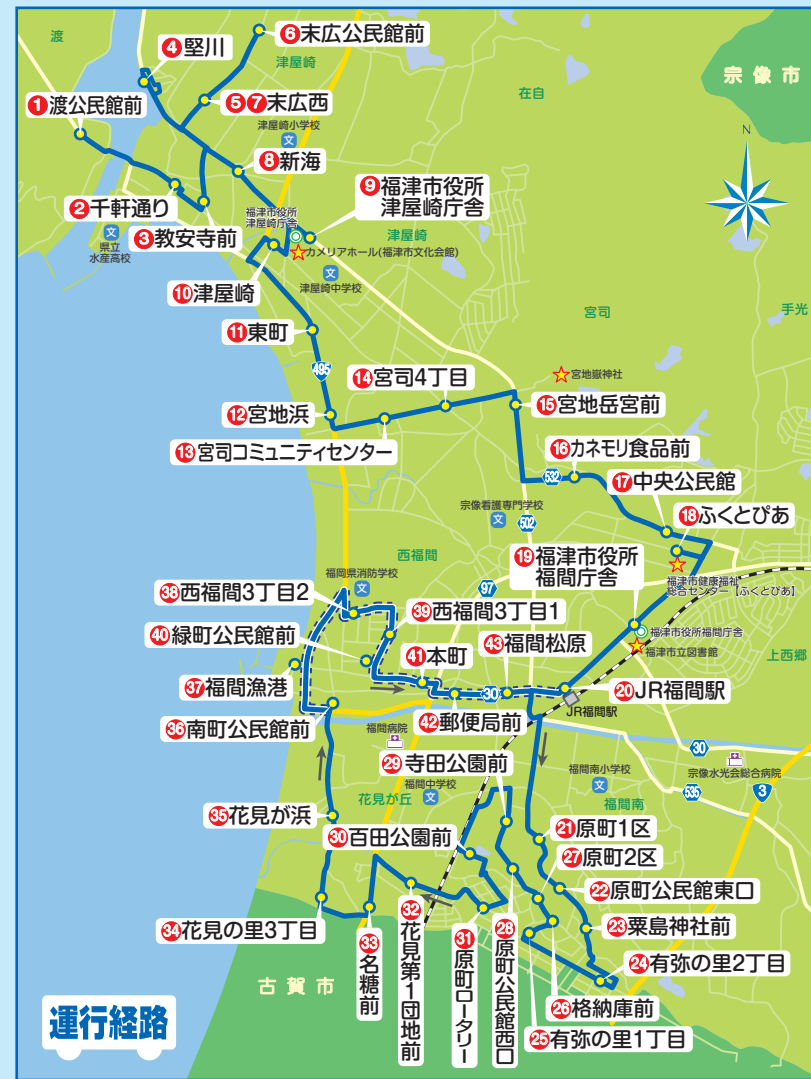 渡
④堅川
⑥末広公民館前
津屋崎
宗像市
在自
①渡公民館前
⑤⑦末広西
津屋崎小学校
文
N
⑧新海
②千軒通り
文
県立
水産高校
③教安寺前
福津市役所
津屋崎庁舎
⑨福津市役所
津屋崎庁舎
津屋崎
カメリアホール(福津市文化会館)
文
津屋崎中学校
⑩津屋崎
宮司
手光
⑪東町
495
⑭宮司4丁目
宮地嶽神社
⑫宮地浜
⑮宮地岳宮前
⑬宮司コミュニティセンター
⑯カネモリ食品前
532
⑰中央公民館
宗像看護専門学校
文
502
⑱ふくとぴあ
西福間
⑲福津市役所
福間庁舎
福岡県消防学校
文
97
福津市健康福祉
総合センター【ふくとぴあ】
㊳西福間3丁目2
㊴西福間3丁目1
福津市役所福間庁舎
福津市立図書館
上西郷
㊵緑町公民館前
㊶本町
㊸福間松原
㊲福間漁港
30
⑳JR福間駅
JR福間駅
㊱南町公民館前
㊷郵便局前
福間病院
30
㉙寺田公園前
宗像水光会総合病院
福間南小学校
文
福間中学校
文
535
3
花見が丘
福間南
㉟花見が浜
㉚百田公園前
㉑原町1区
㉗原町2区
㉒原町公民館東口
㉞花見の里3丁目
㉝名糖前
㉜花見第1団地前
㉛原町ロータリー
㉘原町公民館西口
㉓粟島神社前
㉔有弥の里2丁目
古賀市
㉖格納庫前
㉕有弥の里1丁目
運行経路